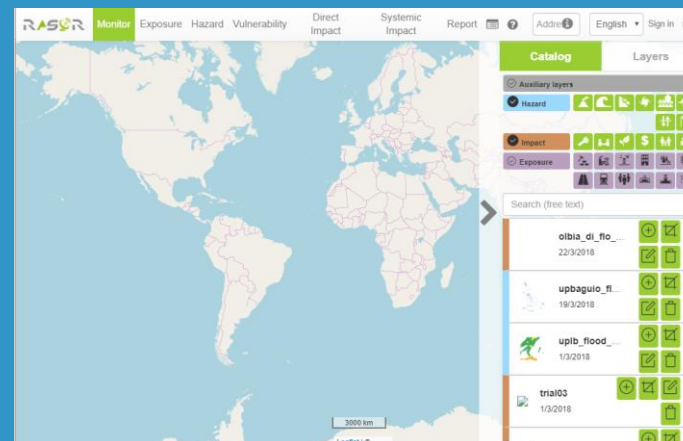 RASOR Monitor Exposure Hazard Vulnerability Direct Impact Systemic Impact Report Addre English Sign in
Catalog Layers
Auxiliary layers
Hazard
Impact
Exposure
Search (free text)
olbia_di_flo_...
22/3/2018
upbaguio_fl...
19/3/2018
uplb_flood_...
1/3/2018
trial03
1/3/2018
3000 km